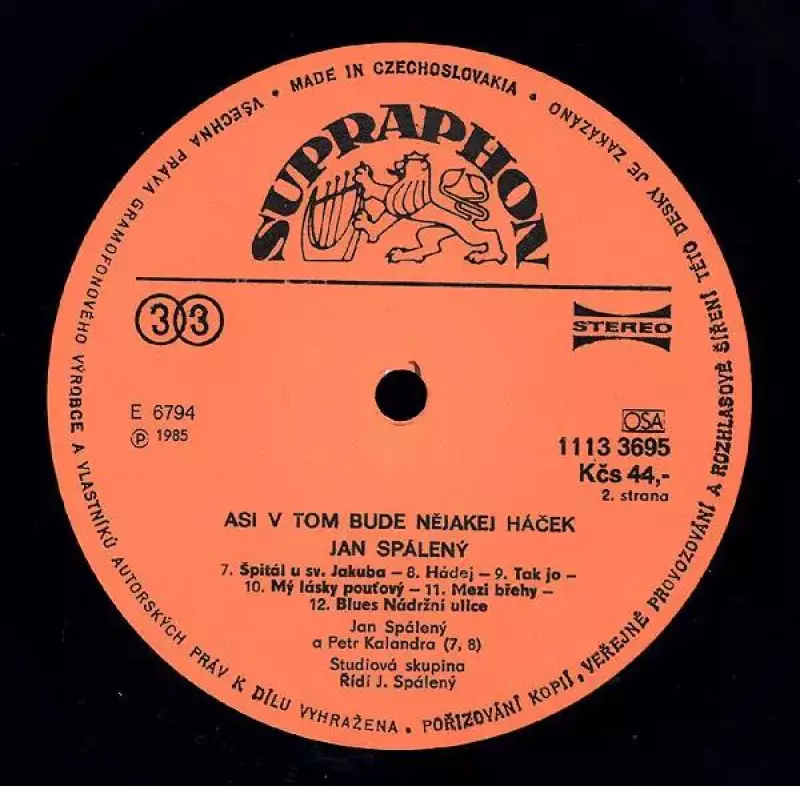 VŠECHNA PRÁVA GRAMOFONOVÉHO VÝROBCE A VLASTNÍKŮ AUTORSKÝCH PRÁV K DÍLU VYHRAŽENA • POŘIZOVÁNÍ KOPIÍ, VEŘEJNÉ PROVOZOVÁNÍ A ROZHLASOVÉ ŠÍŘENÍ TÉTO DESKY JE ZAKÁZÁNO •
MADE IN CZECHOSLOVAKIA •
SUPRAPHON
33
STEREO
E 6794
Ⓟ 1985
OSA
1113 3695
Kčs 44,-
2. strana
ASI V TOM BUDE NĚJAKEJ HÁČEK
JAN SPÁLENÝ
7. Špitál u sv. Jakuba – 8. Hádej – 9. Tak jo –
10. Mý lásky pouťový – 11. Mezi břehy –
12. Blues Nádržní ulice
Jan Spálený
a Petr Kalandra (7, 8)
Studiová skupina
Řídí J. Spálený